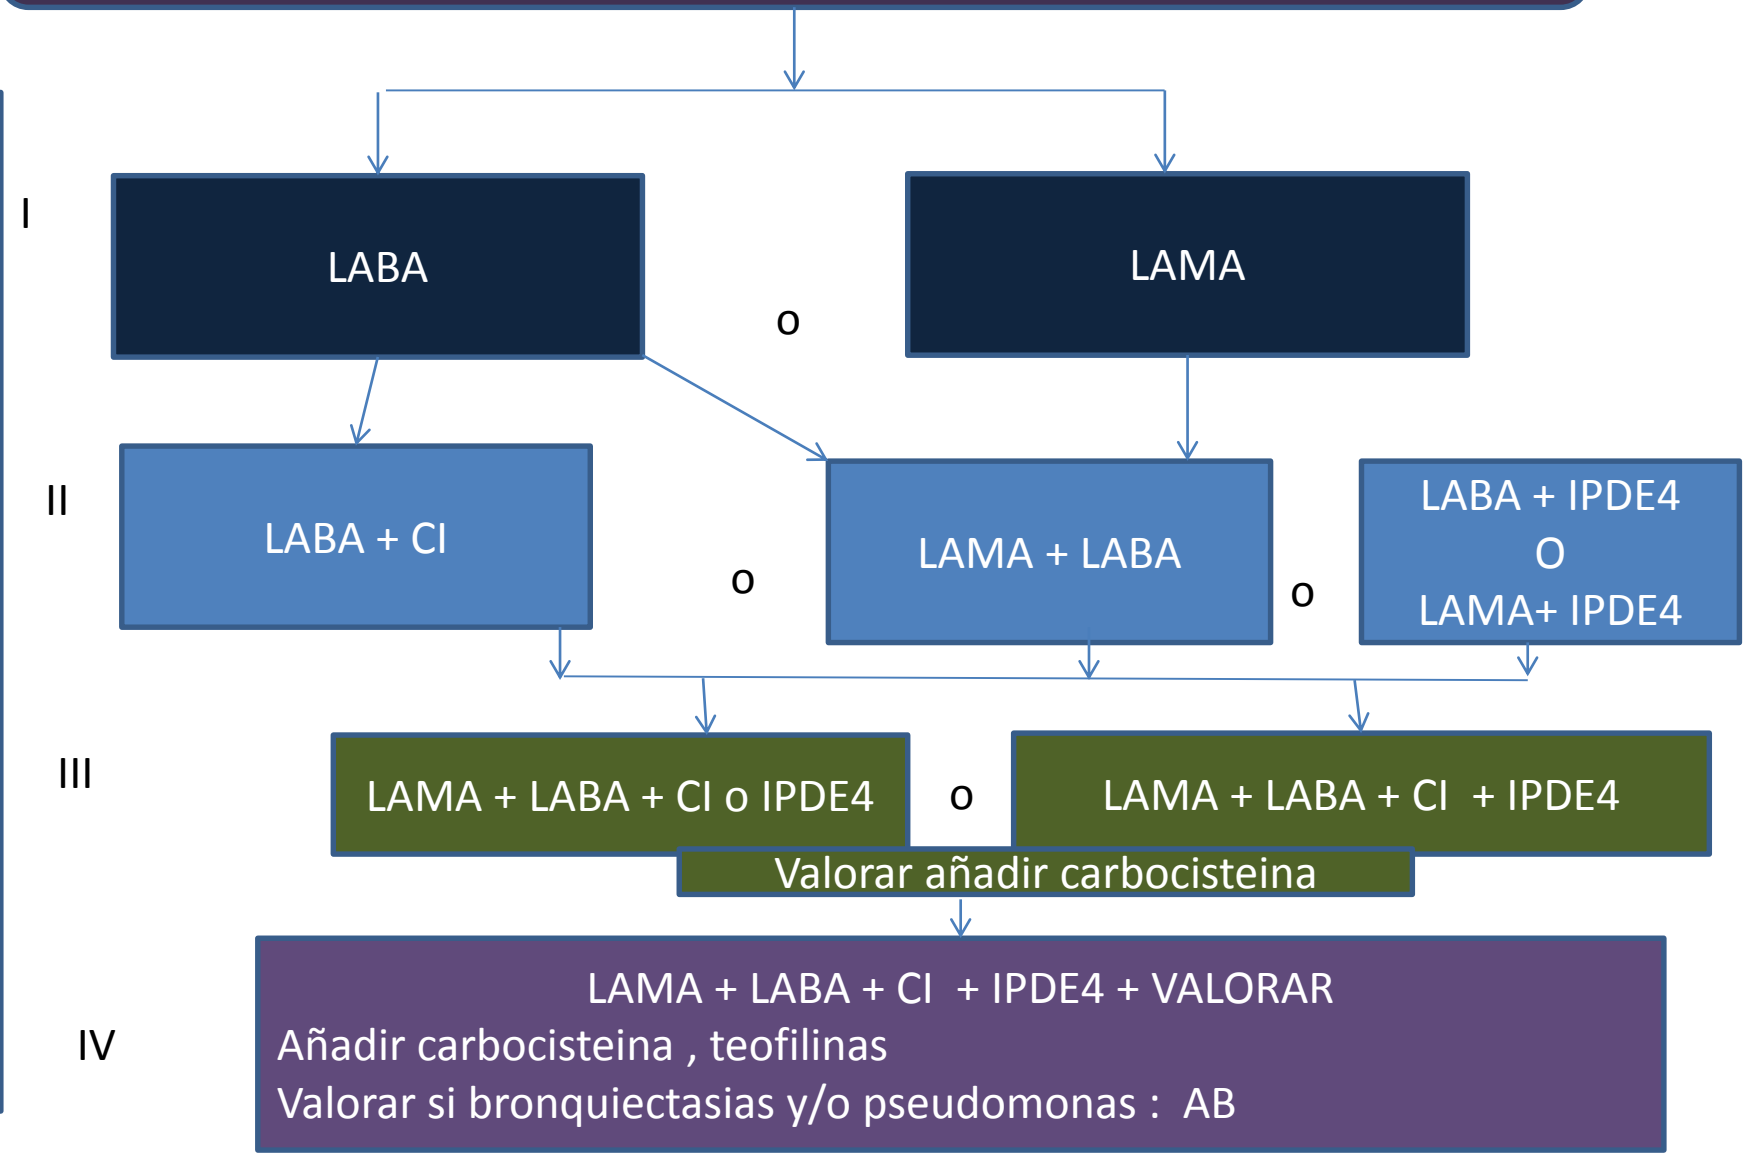 I
LABA
o
LAMA
II
LABA + CI
o
LAMA + LABA
o
LABA + IPDE4
O
LAMA+ IPDE4
III
LAMA + LABA + CI o IPDE4
o
LAMA + LABA + CI + IPDE4
Valorar añadir carbocisteina
IV
LAMA + LABA + CI + IPDE4 + VALORAR
Añadir carbocisteina , teofilinas
Valorar si bronquiectasias y/o pseudomonas : AB